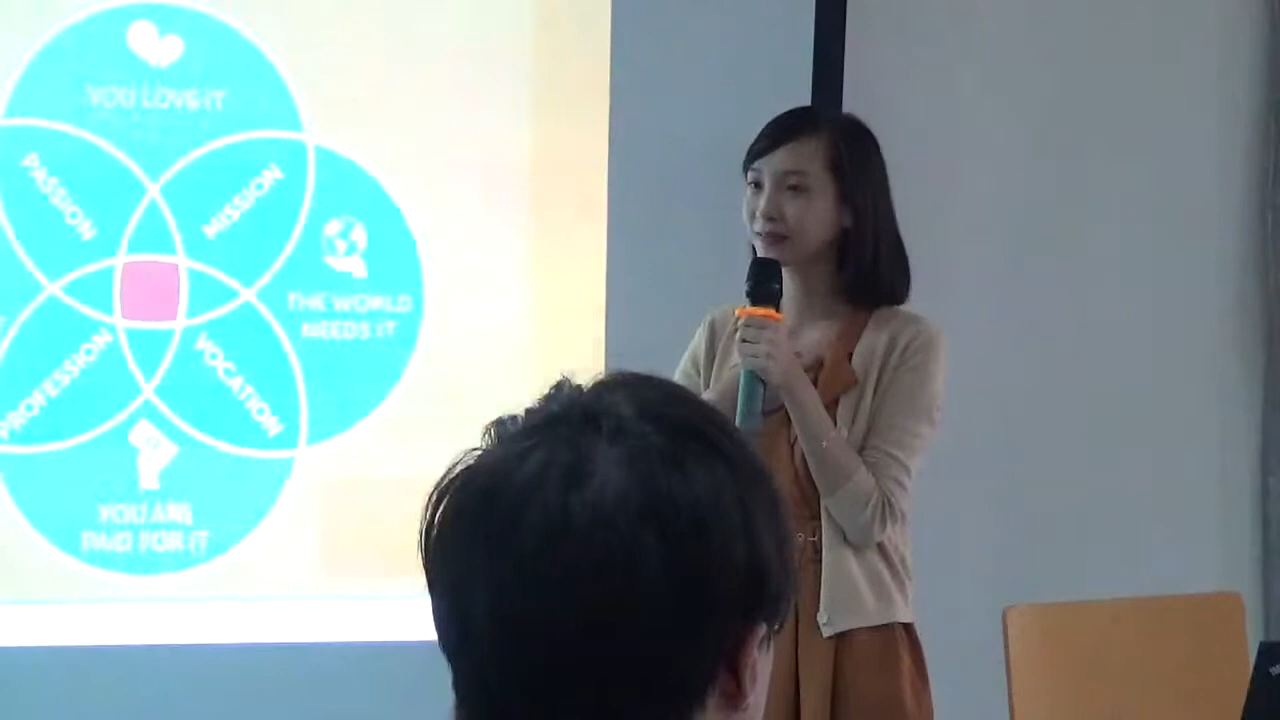 YOU LOVE IT
PASSION
MISSION
THE WORLD
NEEDS IT
PROFESSION
VOCATION
YOU ARE
PAID FOR IT